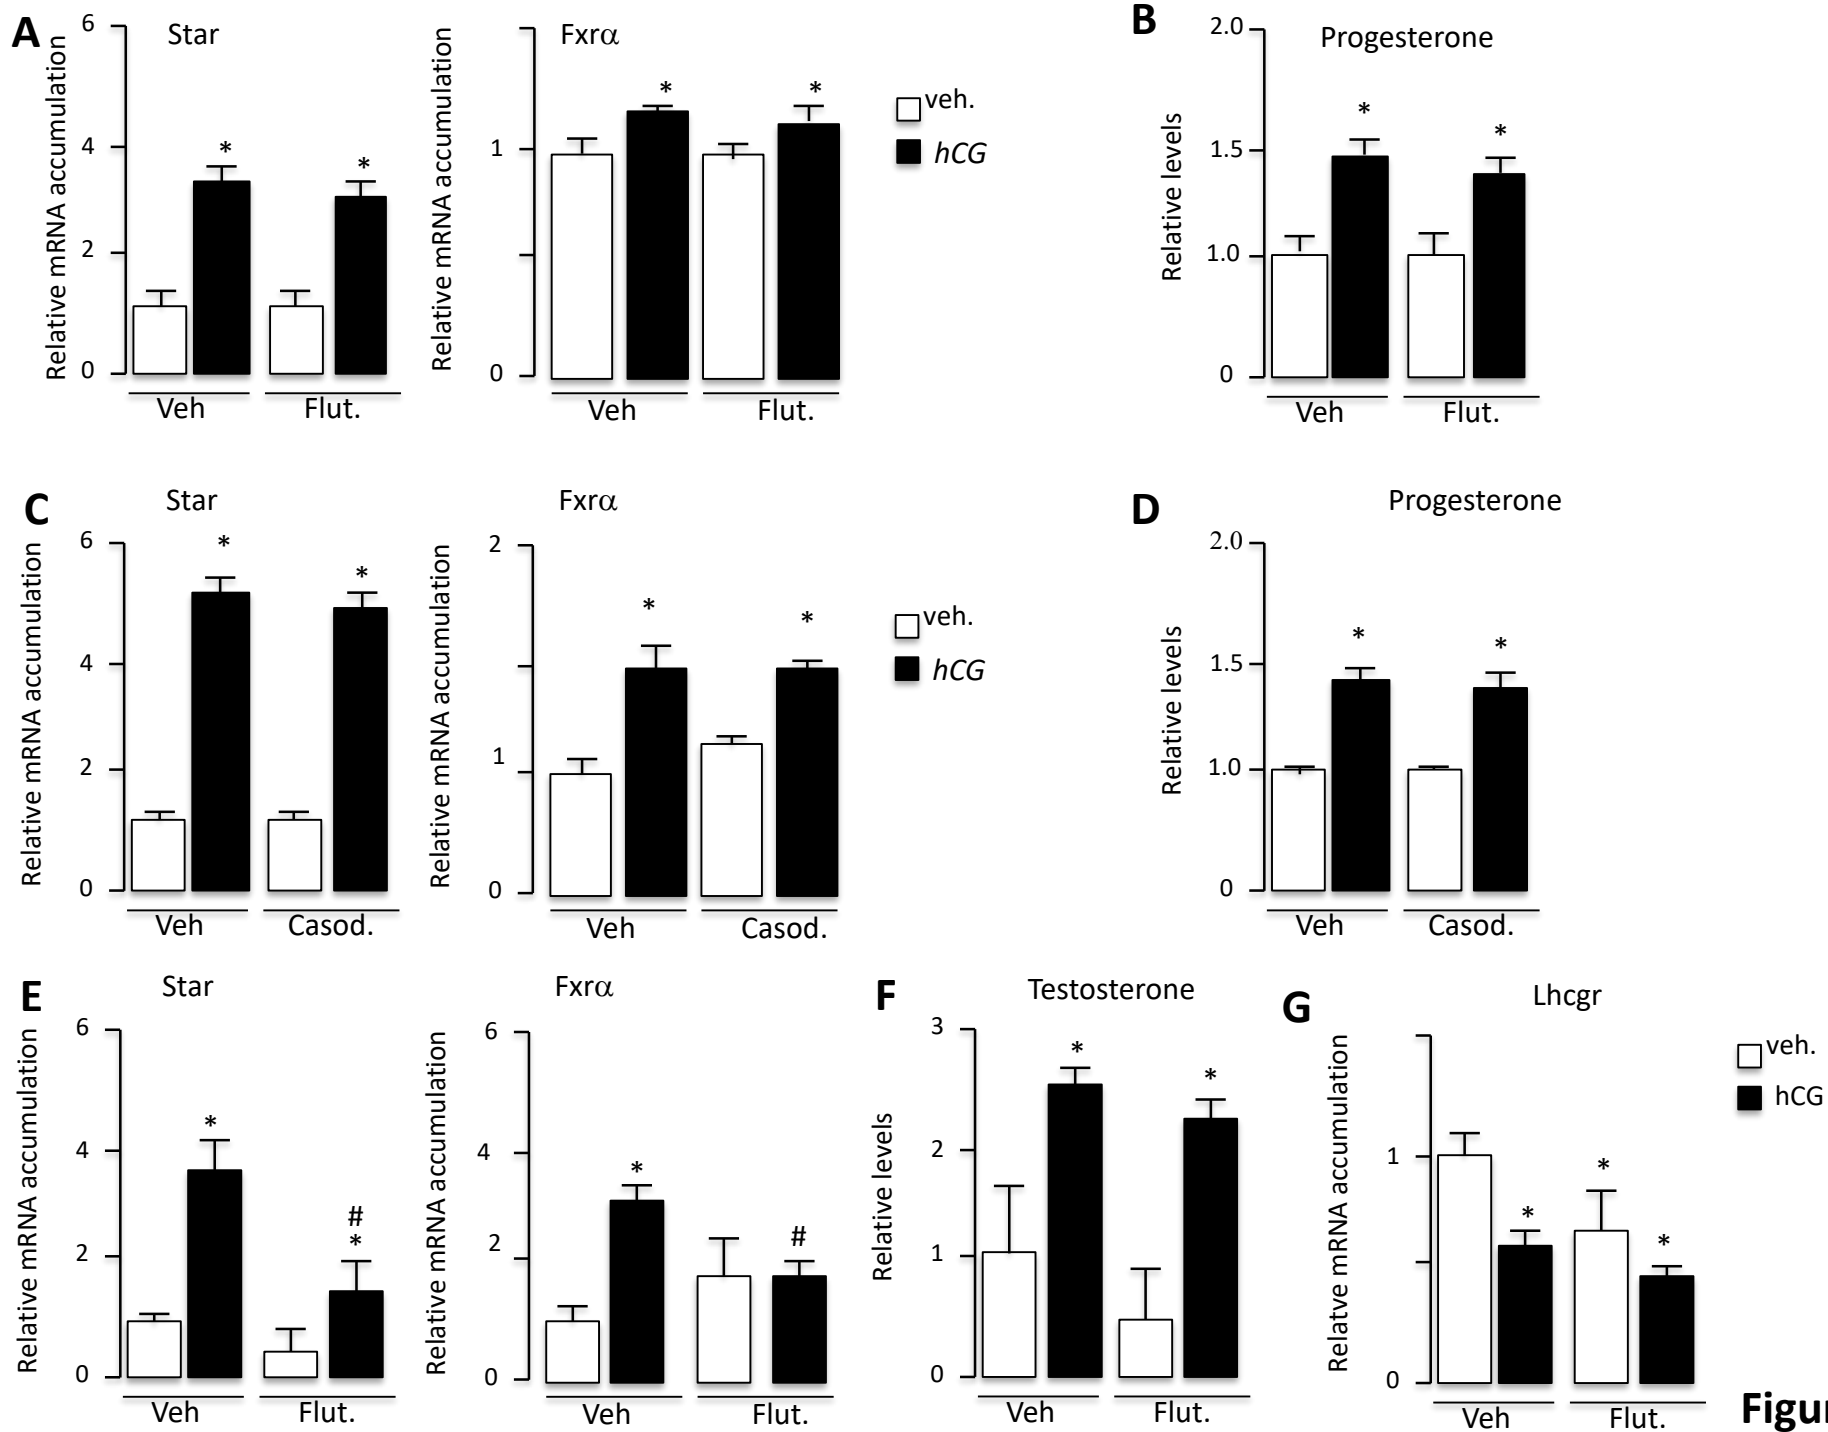 A
Star
Relative mRNA accumulation
6
4
2
0
*
*
Veh
Flut.
Fxrα
Relative mRNA accumulation
1
0
*
*
Veh
Flut.
veh.
hCG
B
Progesterone
Relative levels
2.0
1.5
1.0
0
*
*
Veh
Flut.
C
Star
Relative mRNA accumulation
6
4
2
0
*
*
Veh
Casod.
Fxrα
Relative mRNA accumulation
2
1
0
*
*
Veh
Casod.
veh.
hCG
D
Progesterone
Relative levels
2.0
1.5
1.0
0
*
*
Veh
Casod.
E
Star
Relative mRNA accumulation
6
4
2
0
*
#
*
Veh
Flut.
Fxrα
Relative mRNA accumulation
6
4
2
0
*
#
Veh
Flut.
F
Testosterone
Relative levels
3
2
1
0
*
*
Veh
Flut.
G
Lhcgr
Relative mRNA accumulation
1
0
*
*
*
Veh
Flut.
veh.
hCG